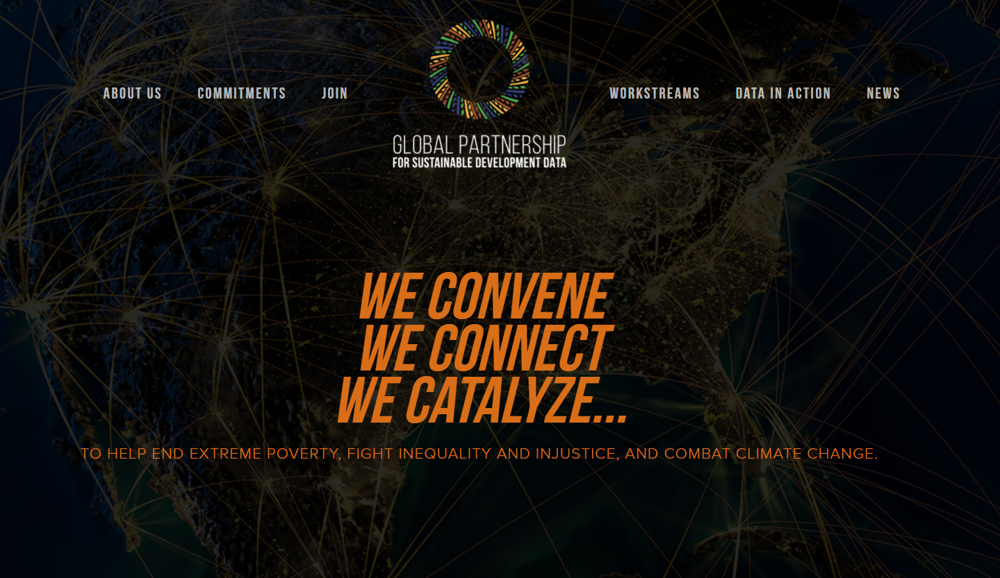 ABOUT US
COMMITMENTS
JOIN
GLOBAL PARTNERSHIP
FOR SUSTAINABLE DEVELOPMENT DATA
WORKSTREAMS
DATA IN ACTION
NEWS
WE CONVENE
WE CONNECT
WE CATALYZE...
TO HELP END EXTREME POVERTY, FIGHT INEQUALITY AND INJUSTICE, AND COMBAT CLIMATE CHANGE.